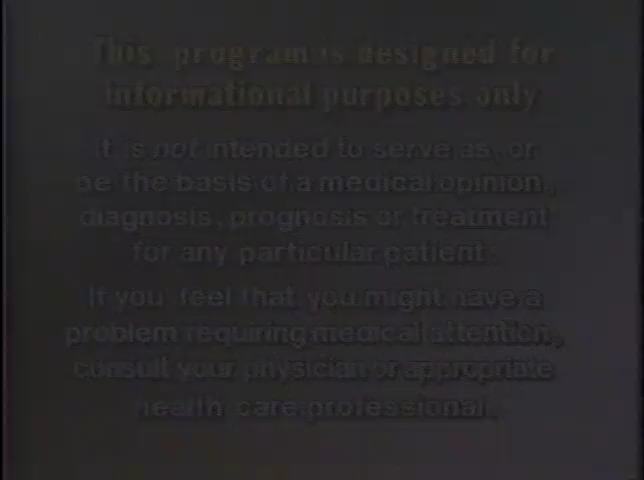 This program is designed for
informational purposes only
It is not intended to serve as, or
be the basis of a medical opinion,
diagnosis, prognosis or treatment
for any particular patient.
If you feel that you might have a
problem requiring medical attention,
consult your physician or appropriate
health care professional.